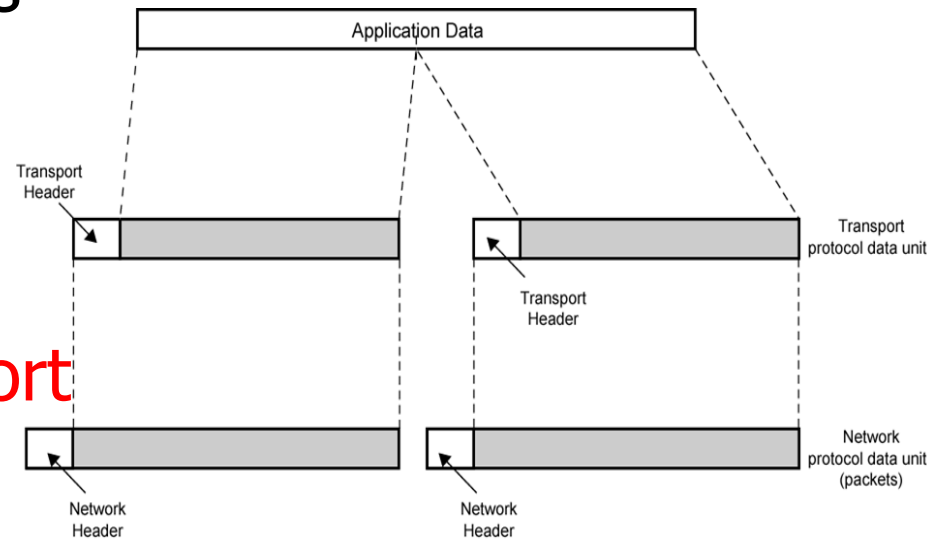 Application Data
Transport
Header
Transport
protocol data unit
Transport
Header
ort
Network
protocol data unit
(packets)
Network
Header
Network
Header